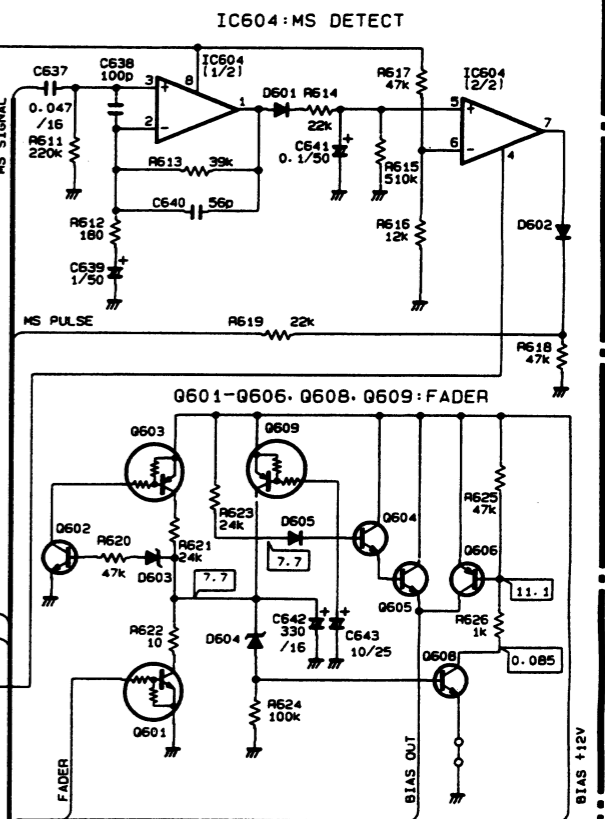 IC604:MS DETECT
C637
0.047
/16
C638
100p
IC604
(1/2)
8
3
+
2
-
1
D601
R614
22k
R617
47k
IC604
(2/2)
5
+
6
-
7
4
MS SIGNAL
R611
220k
R613
39k
C640
56p
C641
0.1/50
+
R615
510k
R612
180
C639
1/50
+
R616
12k
D602
MS PULSE
R619
22k
R618
47k
Q601-Q606. Q608. Q609:FADER
Q603
Q609
Q602
R620
47k
D603
R621
24k
R623
24k
D605
7.7
Q604
Q605
Q606
R625
47k
11.1
7.7
R622
10
D604
C642
330
/16
+
C643
10/25
+
R626
1k
0.085
Q608
Q601
R624
100k
FADER
BIAS OUT
BIAS +12V